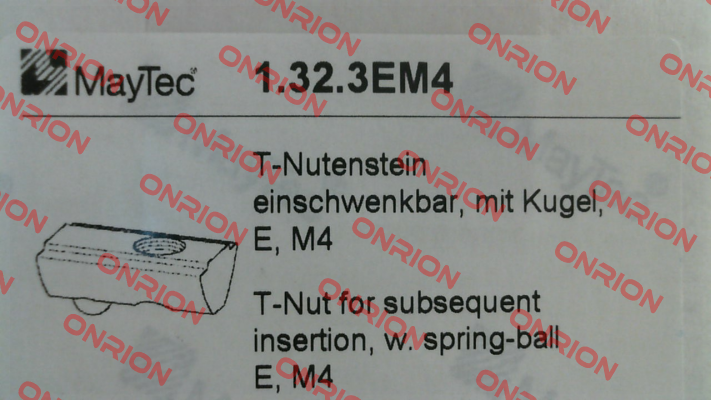 MayTec® 1.32.3EM4
T-Nutenstein
einschwenkbar, mit Kugel,
E, M4
T-Nut for subsequent
insertion, w. spring-ball
E, M4